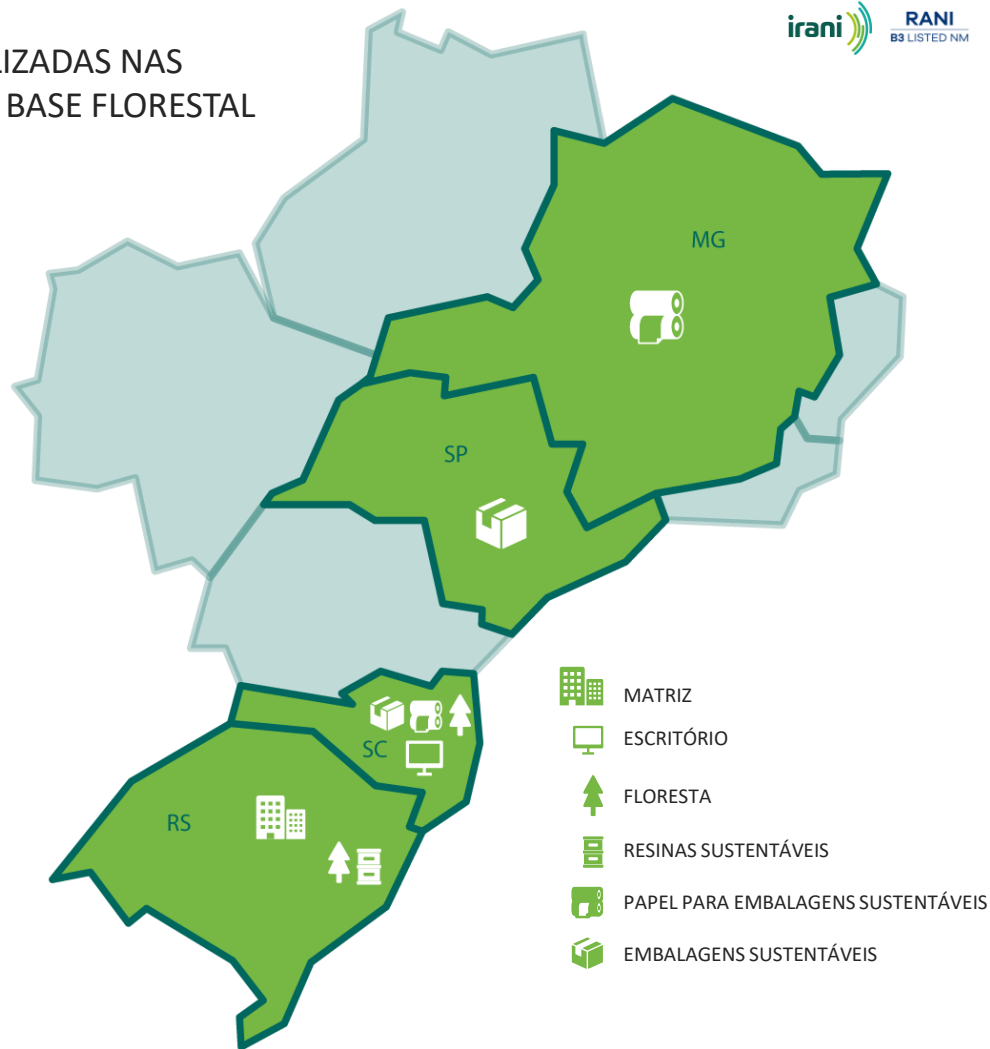 irani
RANI
B3 LISTED NM
LIZADAS NAS
BASE FLORESTAL
MG
SP
SC
RS
MATRIZ
ESCRITÓRIO
FLORESTA
RESINAS SUSTENTÁVEIS
PAPEL PARA EMBALAGENS SUSTENTÁVEIS
EMBALAGENS SUSTENTÁVEIS